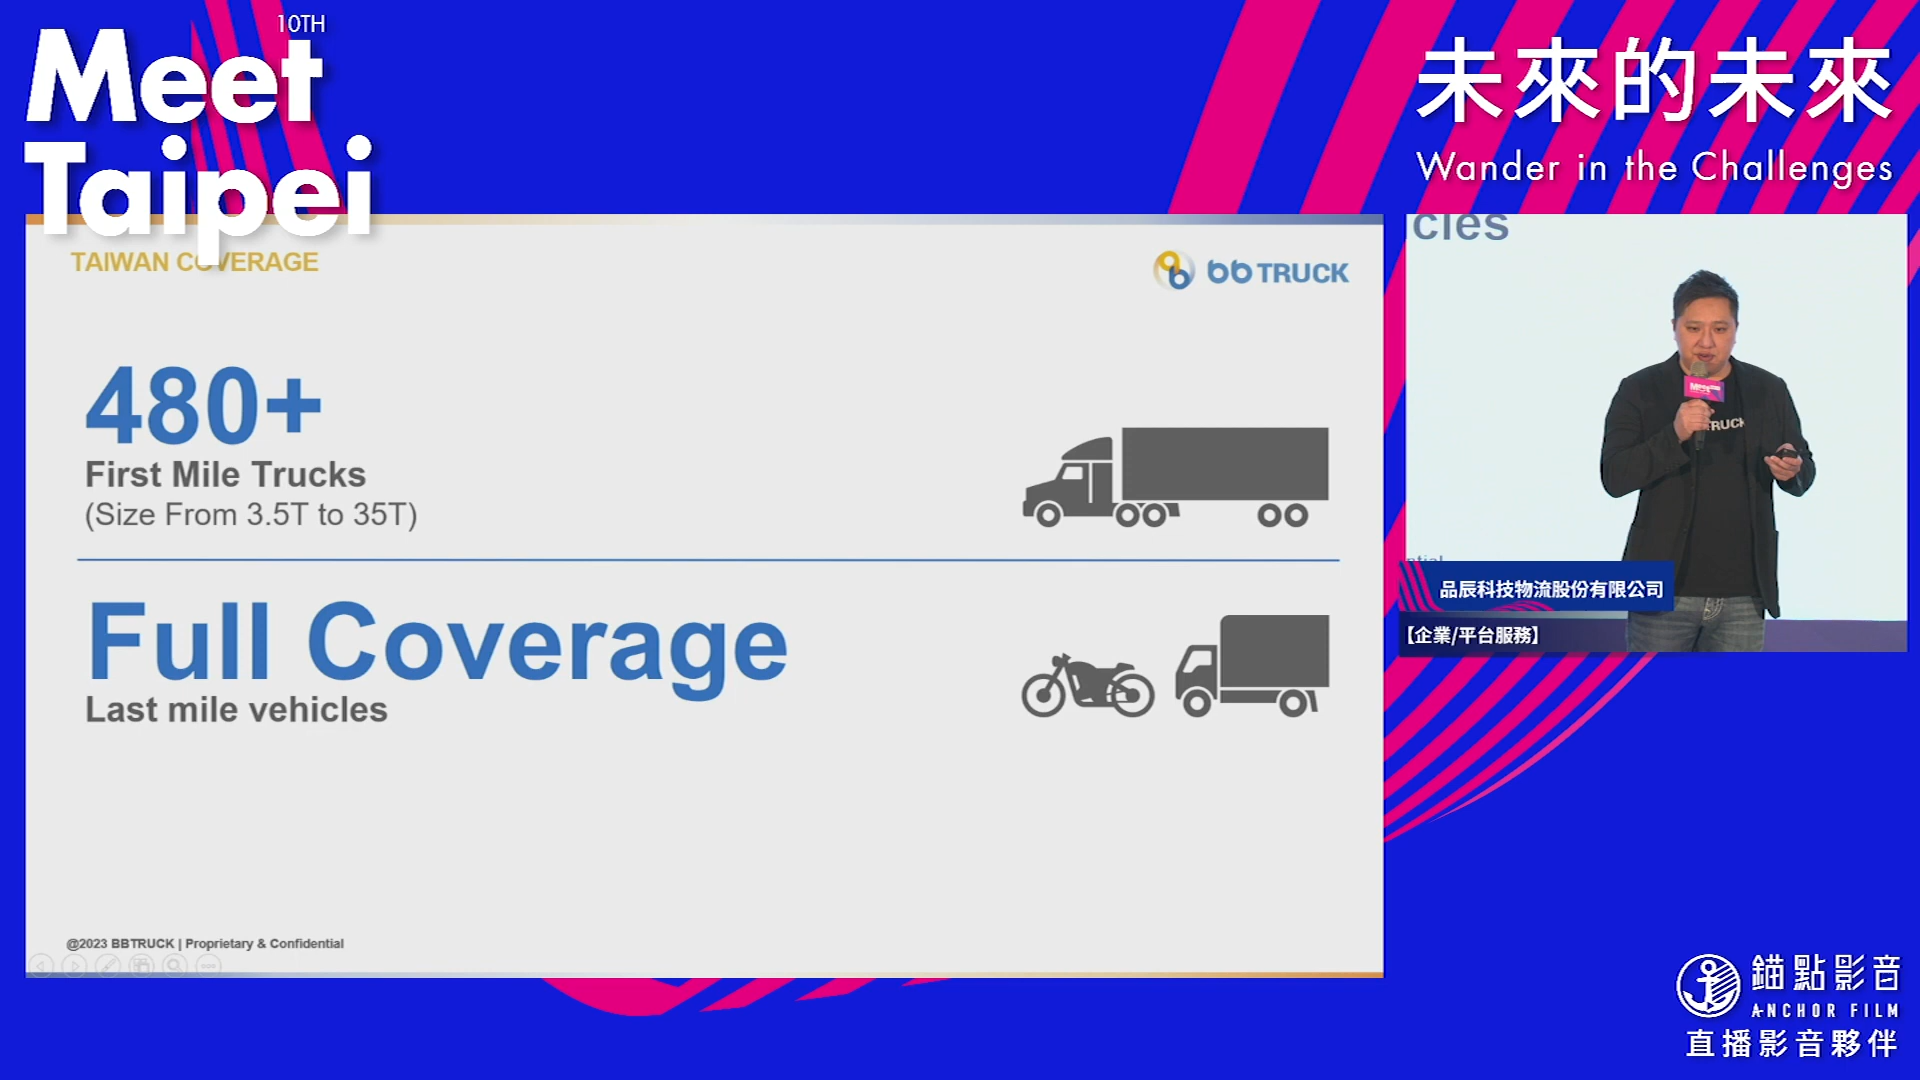 10TH
Meet
Taipei
未來的未來
Wander in the Challenges
TAIWAN COVERAGE
bb TRUCK
480+
First Mile Trucks
(Size From 3.5T to 35T)
Full Coverage
Last mile vehicles
@2023 BBTRUCK | Proprietary & Confidential
cles
Meet
TRUCK
ntial
品辰科技物流股份有限公司
【企業/平台服務】
錨點影音
ANCHOR FILM
直播影音夥伴